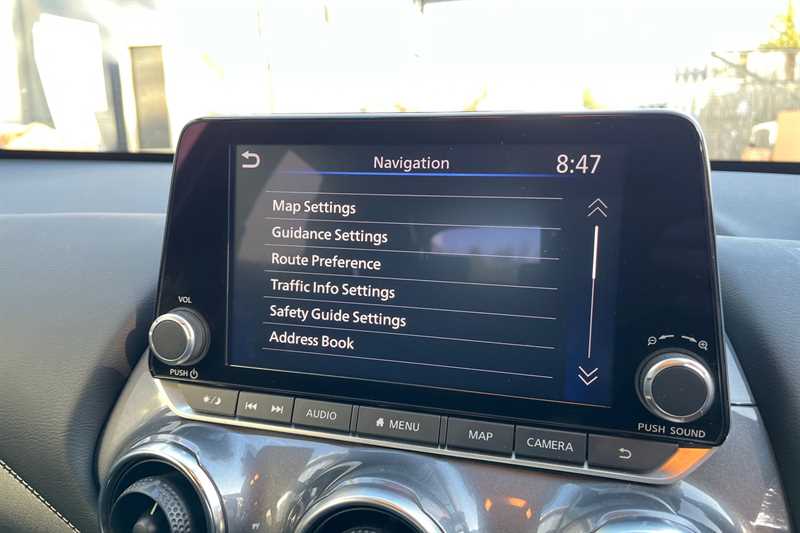 Navigation 8:47
Map Settings
Guidance Settings
Route Preference
Traffic Info Settings
Safety Guide Settings
Address Book
VOL
PUSH
PUSH SOUND
AUDIO MENU MAP CAMERA